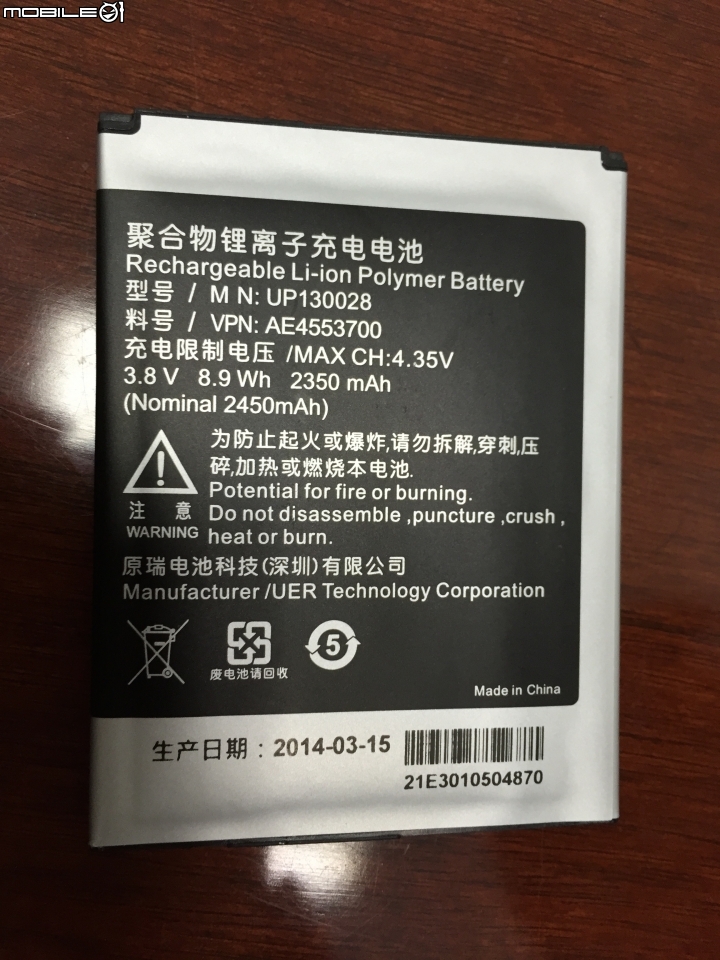 MOBILE01
聚合物锂离子充电电池
Rechargeable Li-ion Polymer Battery
型号 / M N: UP130028
料号 / VPN: AE4553700
充电限制电压 /MAX CH:4.35V
3.8 V 8.9 Wh 2350 mAh
(Nominal 2450mAh)
为防止起火或爆炸,请勿拆解,穿刺,压
碎,加热或燃烧本电池.
Potential for fire or burning.
Do not disassemble ,puncture ,crush ,
heat or burn.
注 意
WARNING
原瑞电池科技(深圳)有限公司
Manufacturer /UER Technology Corporation
5
废电池请回收
Made in China
生产日期 : 2014-03-15
21E3010504870